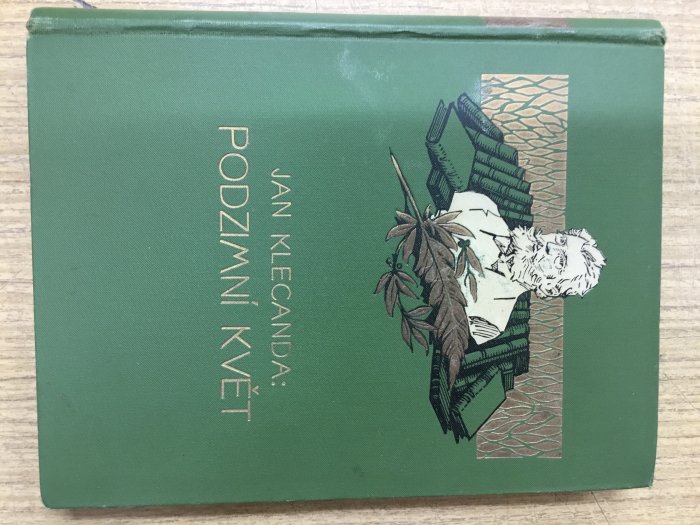 JAN KLECANDA:
PODZIMNÍ KVĚT